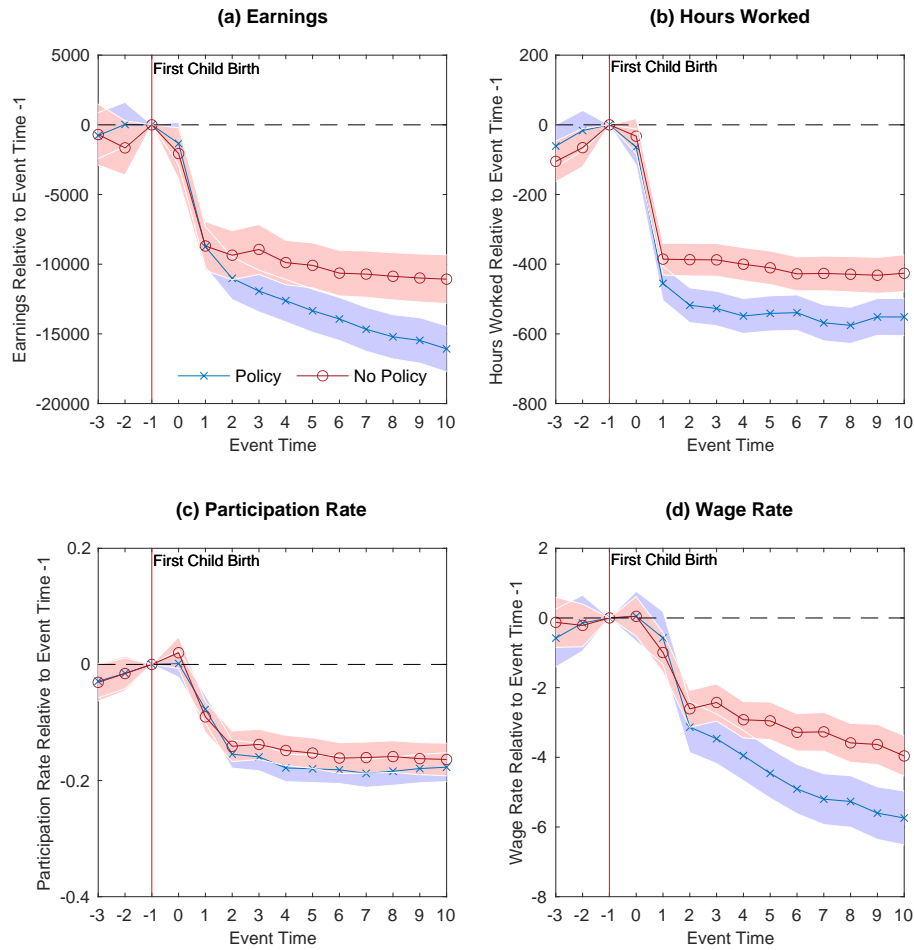 (a) Earnings
5000
0
-5000
-10000
-15000
-20000
Earnings Relative to Event Time -1
First Child Birth
Policy
No Policy
-3 -2 -1 0 1 2 3 4 5 6 7 8 9 10
Event Time
(b) Hours Worked
200
0
-200
-400
-600
-800
Hours Worked Relative to Event Time -1
First Child Birth
-3 -2 -1 0 1 2 3 4 5 6 7 8 9 10
Event Time
(c) Participation Rate
0.2
0
-0.2
-0.4
Participation Rate Relative to Event Time -1
First Child Birth
-3 -2 -1 0 1 2 3 4 5 6 7 8 9 10
Event Time
(d) Wage Rate
2
0
-2
-4
-6
-8
Wage Rate Relative to Event Time -1
First Child Birth
-3 -2 -1 0 1 2 3 4 5 6 7 8 9 10
Event Time